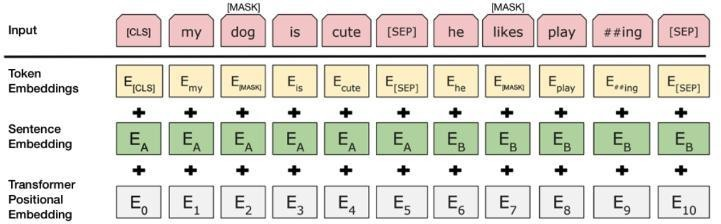 [MASK] [MASK]
Input [CLS] my dog is cute [SEP] he likes play ##ing [SEP]
Token
Embeddings
E[CLS] Emy E[MASK] Eis Ecute E[SEP] Ehe E[MASK] Eplay E##ing E[SEP]
+ + + + + + + + + + +
Sentence
Embedding
EA EA EA EA EA EA EB EB EB EB EB
+ + + + + + + + + + +
Transformer
Positional
Embedding
E0 E1 E2 E3 E4 E5 E6 E7 E8 E9 E10